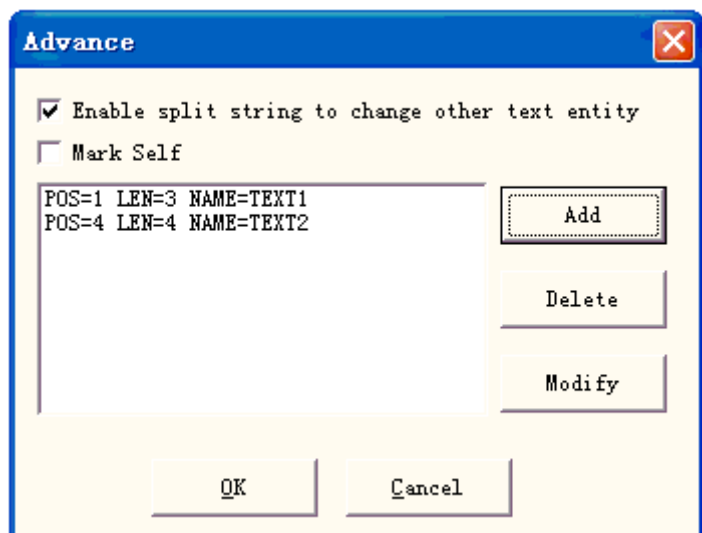 Advance
Enable split string to change other text entity
Mark Self
POS=1 LEN=3 NAME=TEXT1
POS=4 LEN=4 NAME=TEXT2
Add
Delete
Modify
OK
Cancel